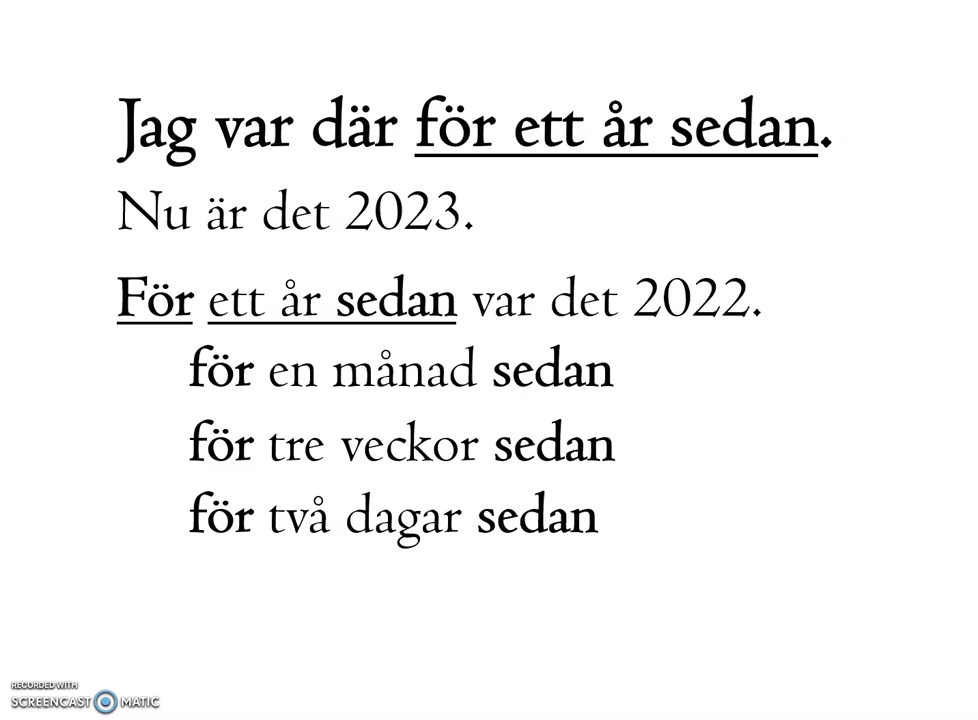 Jag var där för ett år sedan.
Nu är det 2023.
För ett år sedan var det 2022.
för en månad sedan
för tre veckor sedan
för två dagar sedan
RECORDED WITH
SCREENCAST MATIC